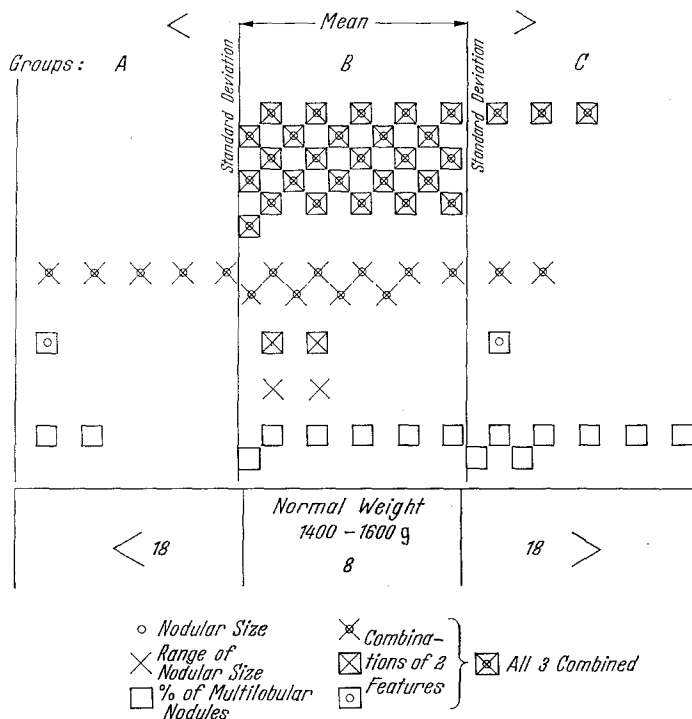 Mean
Groups: A B C
Standard Deviation
Standard Deviation
Normal Weight
1400 – 1600 g
< 18
8
18 >
Nodular Size
Range of
Nodular Size
% of Multilobular
Nodules
Combina-
tions of 2
Features
All 3 Combined